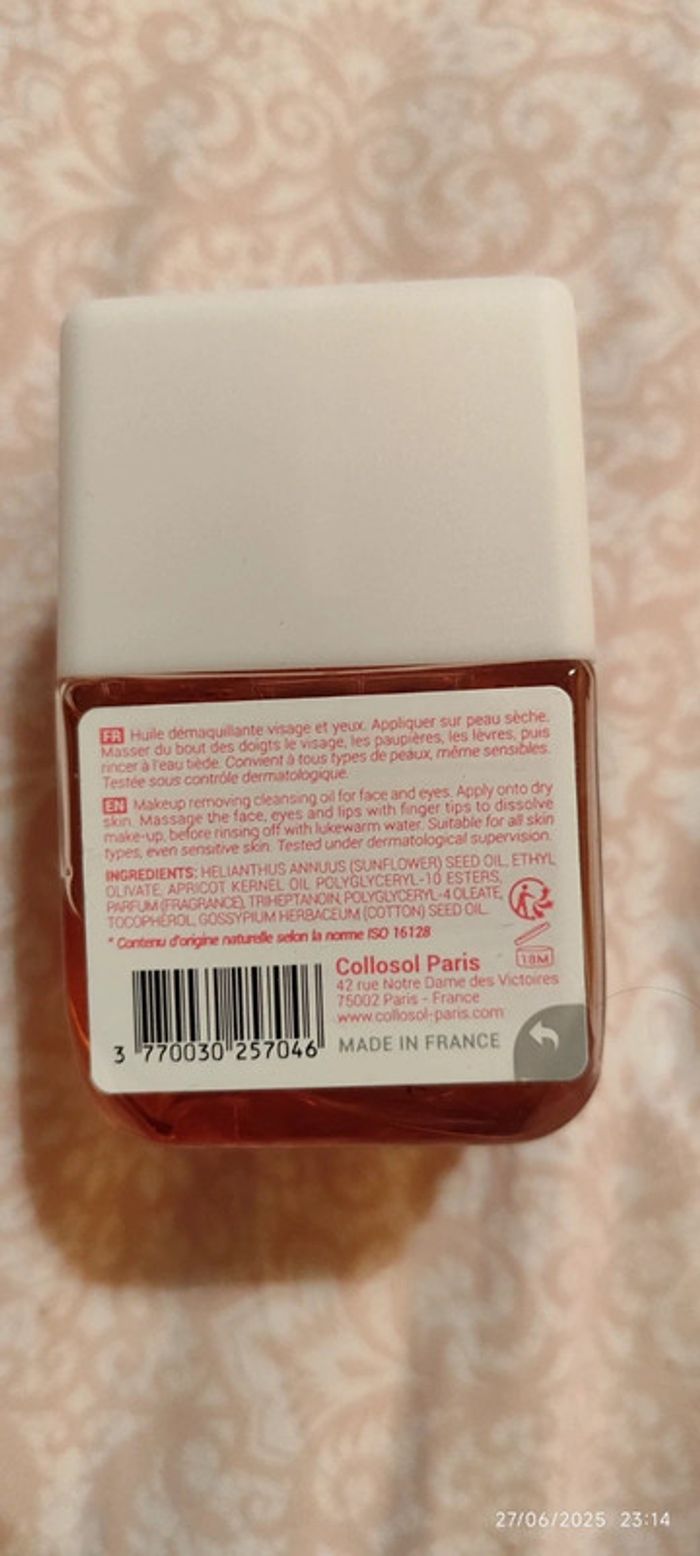 FR Huile démaquillante visage et yeux. Appliquer sur peau sèche.
Masser du bout des doigts le visage, les paupières, les lèvres, puis
rincer à l'eau tiède. Convient à tous types de peaux, même sensibles.
Testée sous contrôle dermatologique.
EN Makeup removing cleansing oil for face and eyes. Apply onto dry
skin. Massage the face, eyes and lips with finger tips to dissolve
make-up, before rinsing off with lukewarm water. Suitable for all skin
types, even sensitive skin. Tested under dermatological supervision.
INGREDIENTS: HELIANTHUS ANNUUS (SUNFLOWER) SEED OIL, ETHYL
OLIVATE, APRICOT KERNEL OIL POLYGLYCERYL-10 ESTERS,
PARFUM (FRAGRANCE), TRIHEPTANOIN, POLYGLYCERYL-4 OLEATE,
TOCOPHEROL, GOSSYPIUM HERBACEUM (COTTON) SEED OIL.
* Contenu d'origine naturelle selon la norme ISO 16128
18M
Collosol Paris
42 rue Notre Dame des Victoires
75002 Paris - France
www.collosol-paris.com
MADE IN FRANCE
3 770030 257046
27/06/2025 23:14